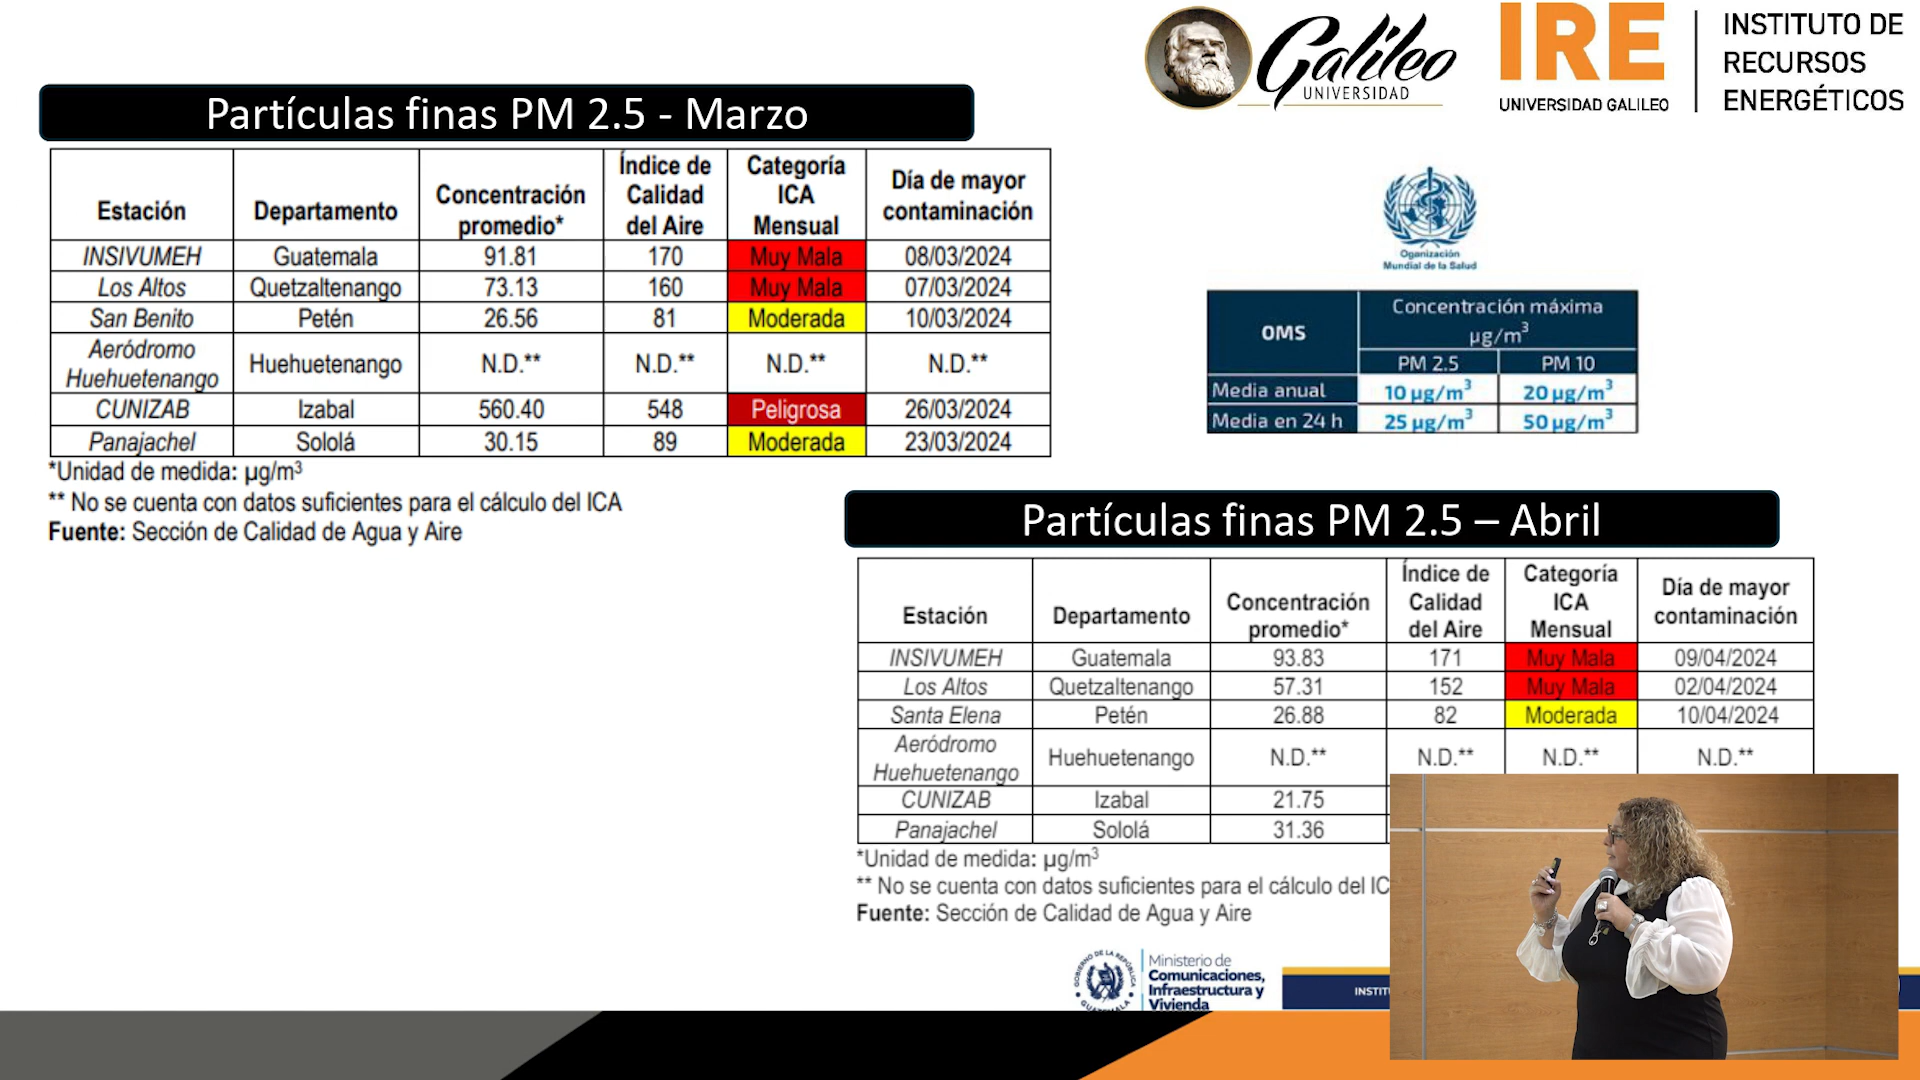 Galileo
UNIVERSIDAD
IRE
UNIVERSIDAD GALILEO
INSTITUTO DE
RECURSOS
ENERGÉTICOS
Partículas finas PM 2.5 - Marzo
Estación Departamento Concentración promedio* Índice de Calidad del Aire Categoría ICA Mensual Día de mayor contaminación
INSIVUMEH Guatemala 91.81 170 Muy Mala 08/03/2024
Los Altos Quetzaltenango 73.13 160 Muy Mala 07/03/2024
San Benito Petén 26.56 81 Moderada 10/03/2024
Aeródromo Huehuetenango Huehuetenango N.D.** N.D.** N.D.** N.D.**
CUNIZAB Izabal 560.40 548 Peligrosa 26/03/2024
Panajachel Sololá 30.15 89 Moderada 23/03/2024
*Unidad de medida: µg/m³
** No se cuenta con datos suficientes para el cálculo del ICA
Fuente: Sección de Calidad de Agua y Aire
Oganización
Mundial de la Salud
OMS Concentración máxima µg/m³
PM 2.5 PM 10
Media anual 10 µg/m³ 20 µg/m³
Media en 24 h 25 µg/m³ 50 µg/m³
Partículas finas PM 2.5 – Abril
Estación Departamento Concentración promedio* Índice de Calidad del Aire Categoría ICA Mensual Día de mayor contaminación
INSIVUMEH Guatemala 93.83 171 Muy Mala 09/04/2024
Los Altos Quetzaltenango 57.31 152 Muy Mala 02/04/2024
Santa Elena Petén 26.88 82 Moderada 10/04/2024
Aeródromo Huehuetenango Huehuetenango N.D.** N.D.** N.D.** N.D.**
CUNIZAB Izabal 21.75
Panajachel Sololá 31.36
*Unidad de medida: µg/m³
** No se cuenta con datos suficientes para el cálculo del IC
Fuente: Sección de Calidad de Agua y Aire
GOBIERNO DE LA REPÚBLICA
GUATEMALA
Ministerio de
Comunicaciones,
Infraestructura y
Vivienda
INSTIT